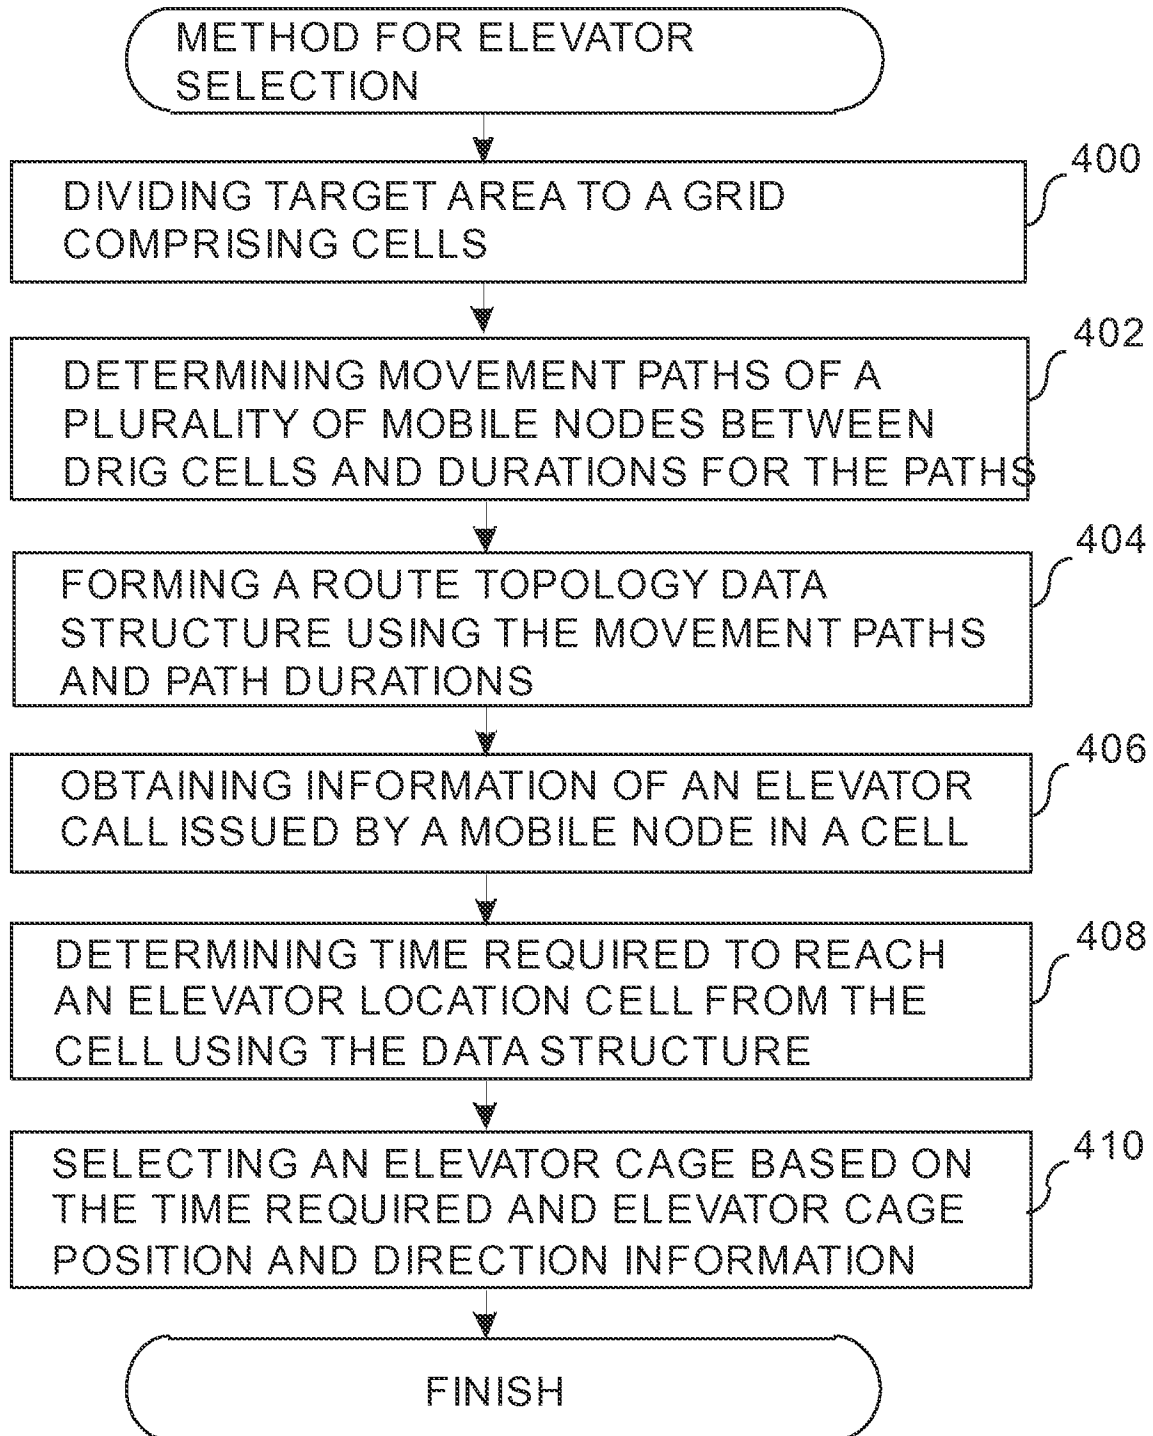 METHOD FOR ELEVATOR
SELECTION
400
DIVIDING TARGET AREA TO A GRID
COMPRISING CELLS
402
DETERMINING MOVEMENT PATHS OF A
PLURALITY OF MOBILE NODES BETWEEN
DRIG CELLS AND DURATIONS FOR THE PATHS
404
FORMING A ROUTE TOPOLOGY DATA
STRUCTURE USING THE MOVEMENT PATHS
AND PATH DURATIONS
406
OBTAINING INFORMATION OF AN ELEVATOR
CALL ISSUED BY A MOBILE NODE IN A CELL
408
DETERMINING TIME REQUIRED TO REACH
AN ELEVATOR LOCATION CELL FROM THE
CELL USING THE DATA STRUCTURE
410
SELECTING AN ELEVATOR CAGE BASED ON
THE TIME REQUIRED AND ELEVATOR CAGE
POSITION AND DIRECTION INFORMATION
FINISH